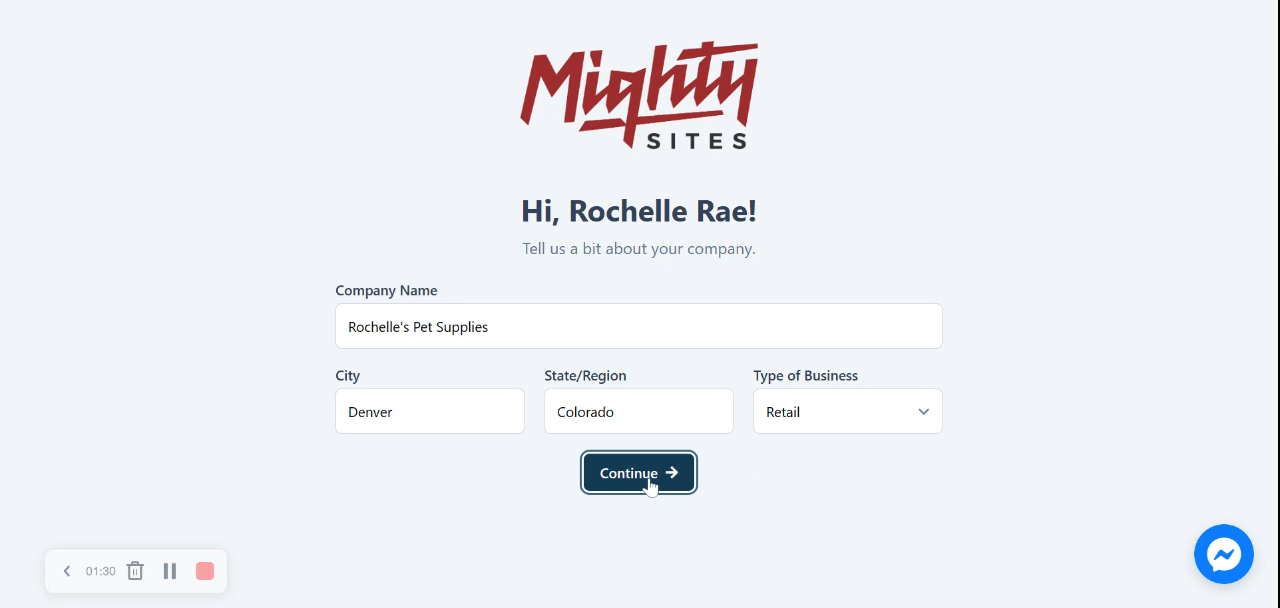 Mighty
SITES
Hi, Rochelle Rae!
Tell us a bit about your company.
Company Name
Rochelle's Pet Supplies
City
State/Region
Type of Business
Denver
Colorado
Retail
Continue
01:30